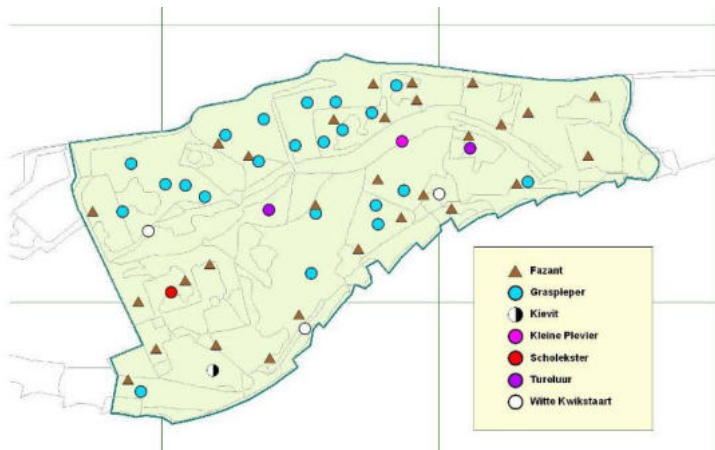 Fazant
Graspieper
Kievit
Kleine Plevier
Scholekster
Tureluur
Witte Kwikstaart